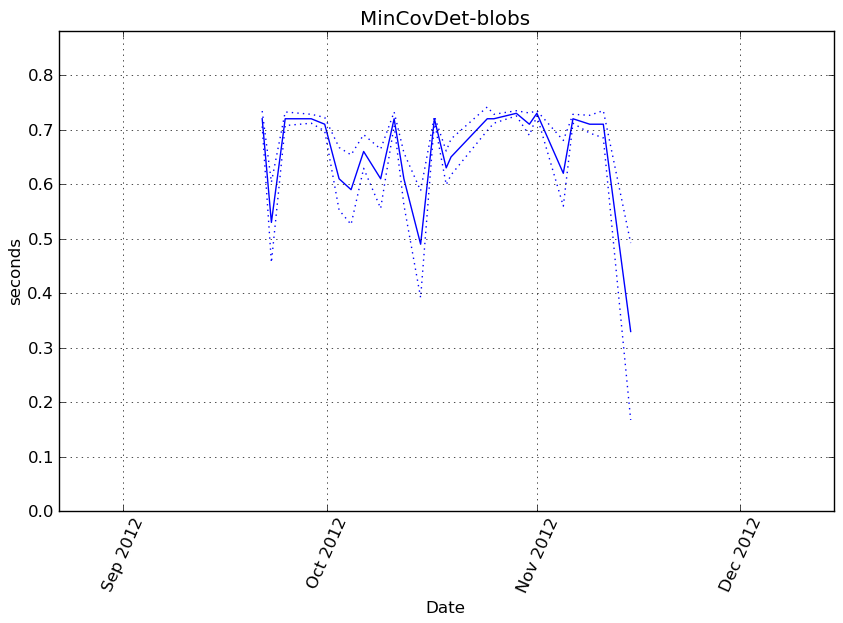 MinCovDet-blobs
seconds
0.8
0.7
0.6
0.5
0.4
0.3
0.2
0.1
0.0
Sep 2012
Oct 2012
Nov 2012
Dec 2012
Date